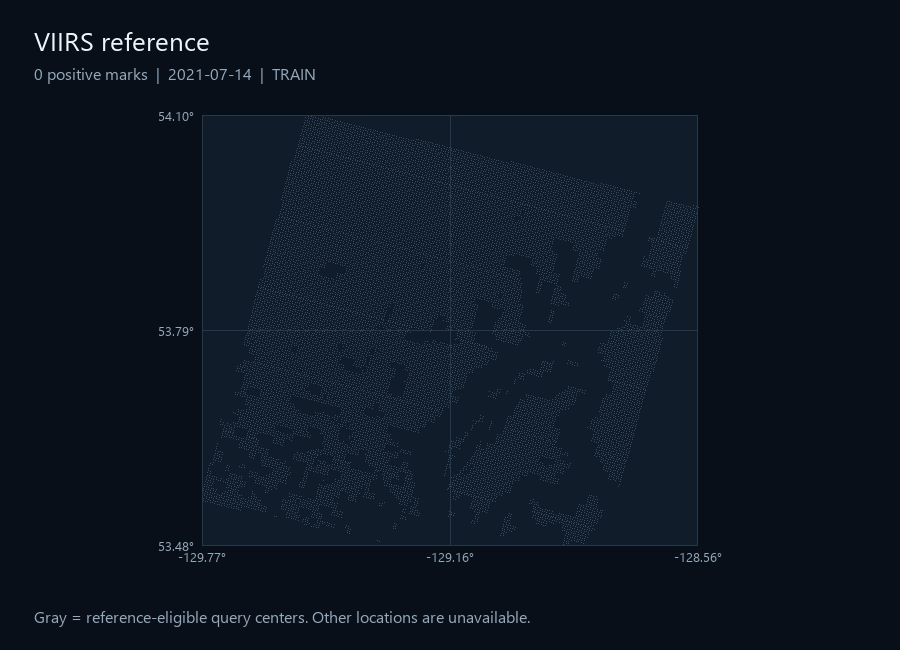 VIIRS reference
0 positive marks | 2021-07-14 | TRAIN
54.10°
53.79°
53.48°
-129.77°
-129.16°
-128.56°
Gray = reference-eligible query centers. Other locations are unavailable.